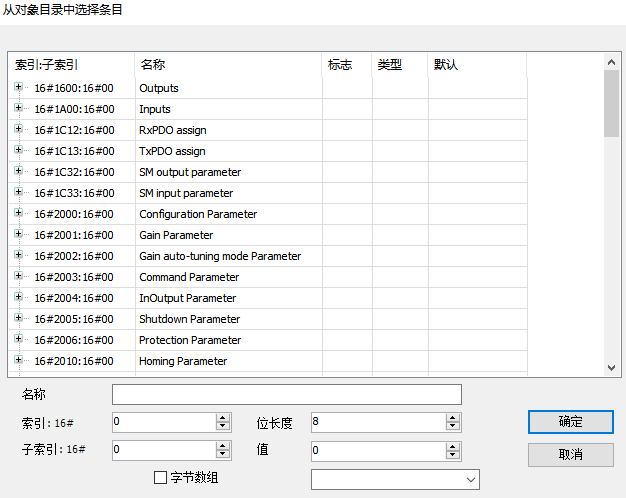 从对象目录中选择条目
索引:子索引 名称 标志 类型 默认
16#1600:16#00 Outputs
16#1A00:16#00 Inputs
16#1C12:16#00 RxPDO assign
16#1C13:16#00 TxPDO assign
16#1C32:16#00 SM output parameter
16#1C33:16#00 SM input parameter
16#2000:16#00 Configuration Parameter
16#2001:16#00 Gain Parameter
16#2002:16#00 Gain auto-tuning mode Parameter
16#2003:16#00 Command Parameter
16#2004:16#00 InOutput Parameter
16#2005:16#00 Shutdown Parameter
16#2006:16#00 Protection Parameter
16#2010:16#00 Homing Parameter
名称
索引:16# 0 位长度 8 确定
子索引:16# 0 值 0 取消
字节数组